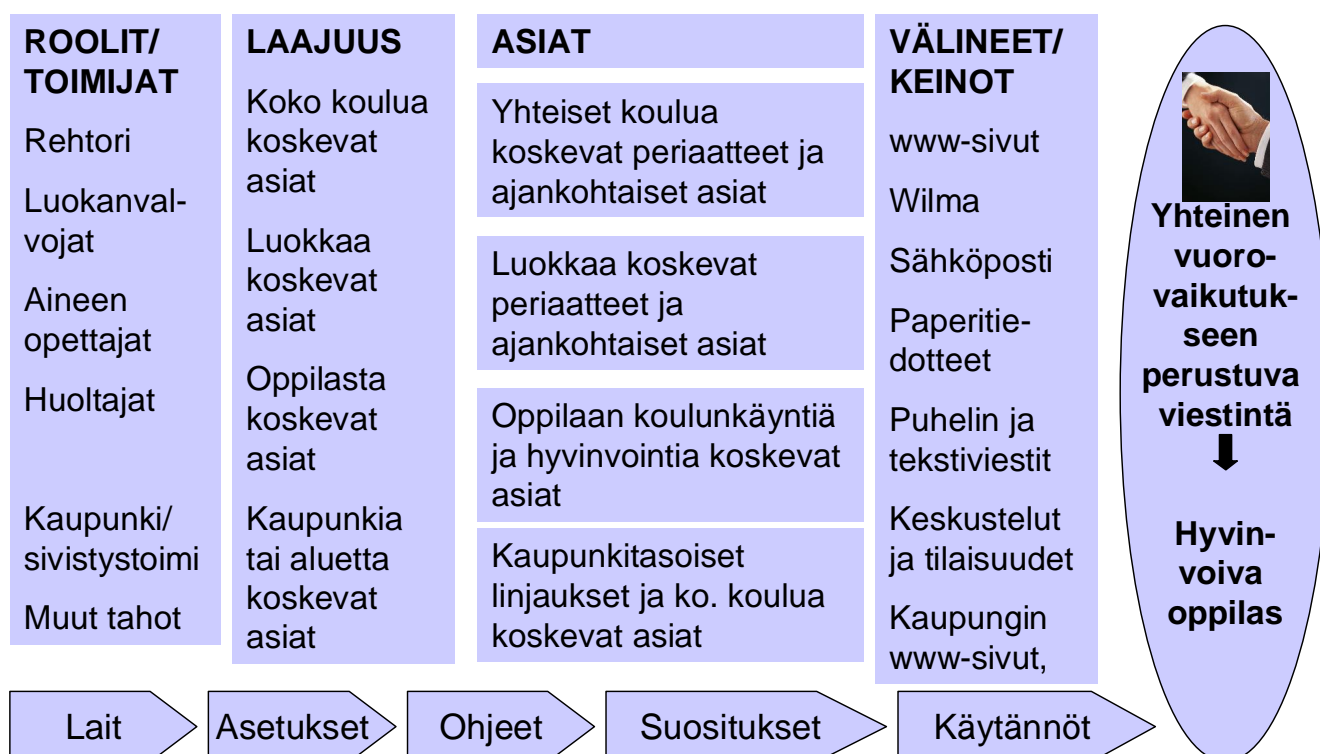 ROOLIT/
TOIMIJAT
Rehtori
Luokanval-
vojat
Aineen
opettajat
Huoltajat
Kaupunki/
sivistystoimi
Muut tahot
LAAJUUS
Koko koulua
koskevat
asiat
Luokkaa
koskevat
asiat
Oppilasta
koskevat
asiat
Kaupunkia
tai aluetta
koskevat
asiat
ASIAT
Yhteiset koulua
koskevat periaatteet ja
ajankohtaiset asiat
Luokkaa koskevat
periaatteet ja
ajankohtaiset asiat
Oppilaan koulunkäyntiä
ja hyvinvointia koskevat
asiat
Kaupunkitasoiset
linjaukset ja ko. koulua
koskevat asiat
VÄLINEET/
KEINOT
www-sivut
Wilma
Sähköposti
Paperitie-
dotteet
Puhelin ja
tekstiviestit
Keskustelut
ja tilaisuudet
Kaupungin
www-sivut,
Yhteinen
vuoro-
vaikutuk-
seen
perustuva
viestintä
Hyvin-
voiva
oppilas
Lait
Asetukset
Ohjeet
Suositukset
Käytännöt